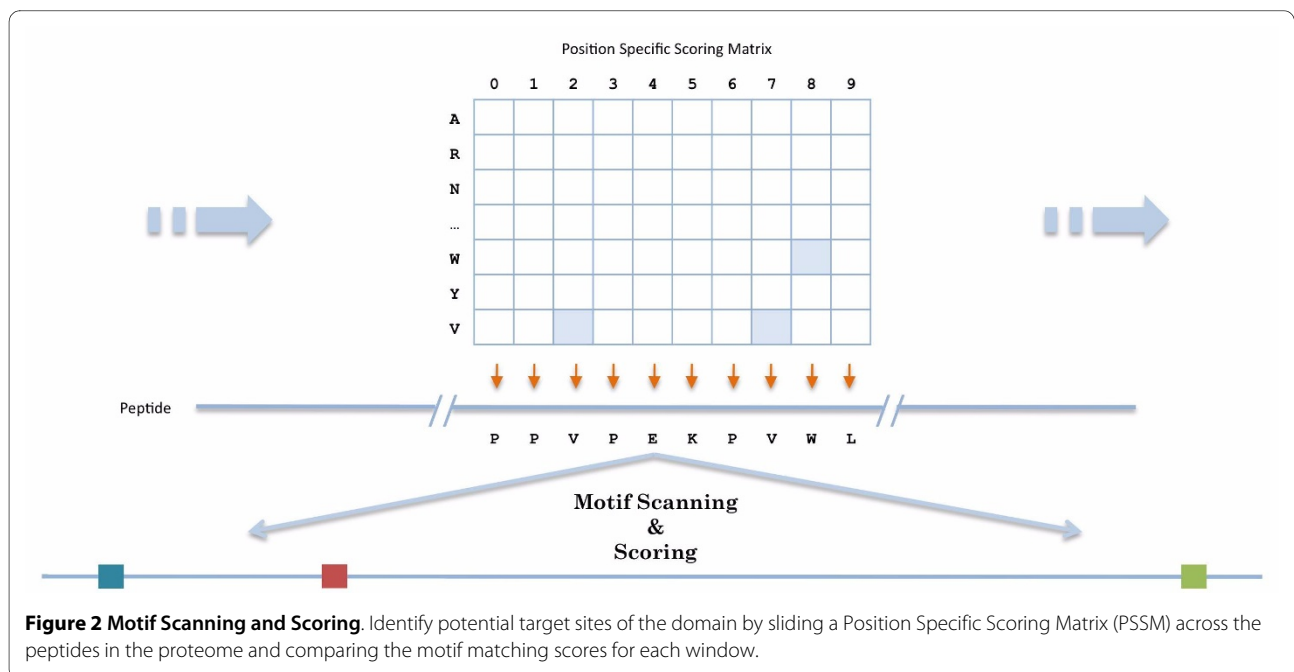 Position Specific Scoring Matrix
0 1 2 3 4 5 6 7 8 9
A
R
N
...
W
Y
V
Peptide
P P V P E K P V W L
Motif Scanning
&
Scoring
Figure 2 Motif Scanning and Scoring. Identify potential target sites of the domain by sliding a Position Specific Scoring Matrix (PSSM) across the
peptides in the proteome and comparing the motif matching scores for each window.